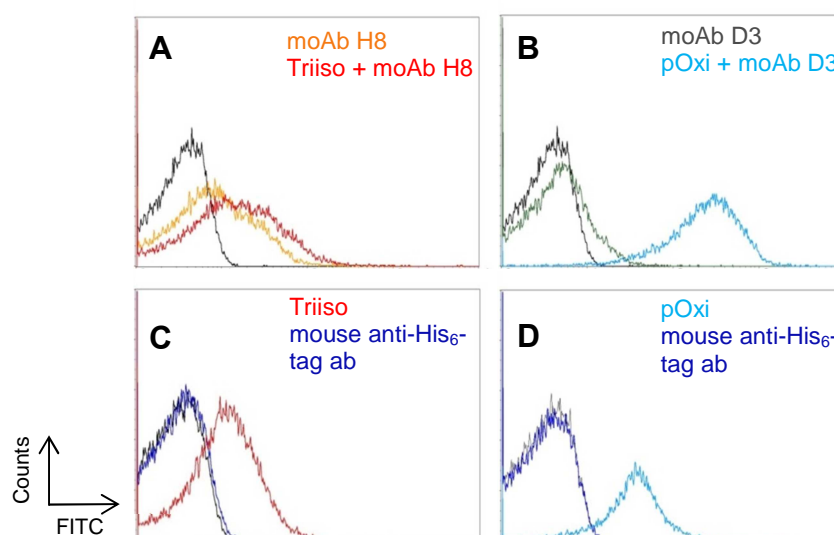 A
moAb H8
Triiso + moAb H8
B
moAb D3
pOxi + moAb D3
C
Triiso
mouse anti-His₆-
tag ab
D
pOxi
mouse anti-His₆-
tag ab
Counts
FITC